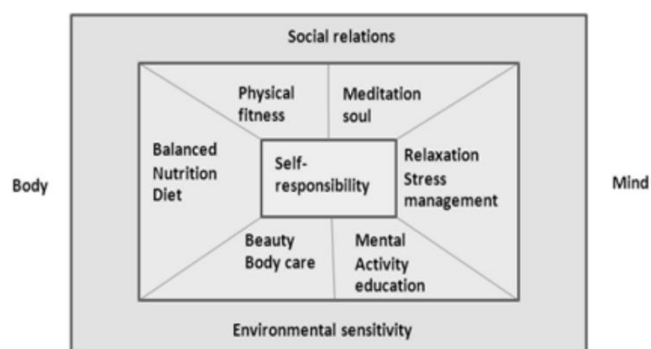 Social relations
Physical
fitness
Meditation
soul
Balanced
Nutrition
Diet
Self-
responsibility
Relaxation
Stress
management
Body
Mind
Beauty
Body care
Mental
Activity
education
Environmental sensitivity